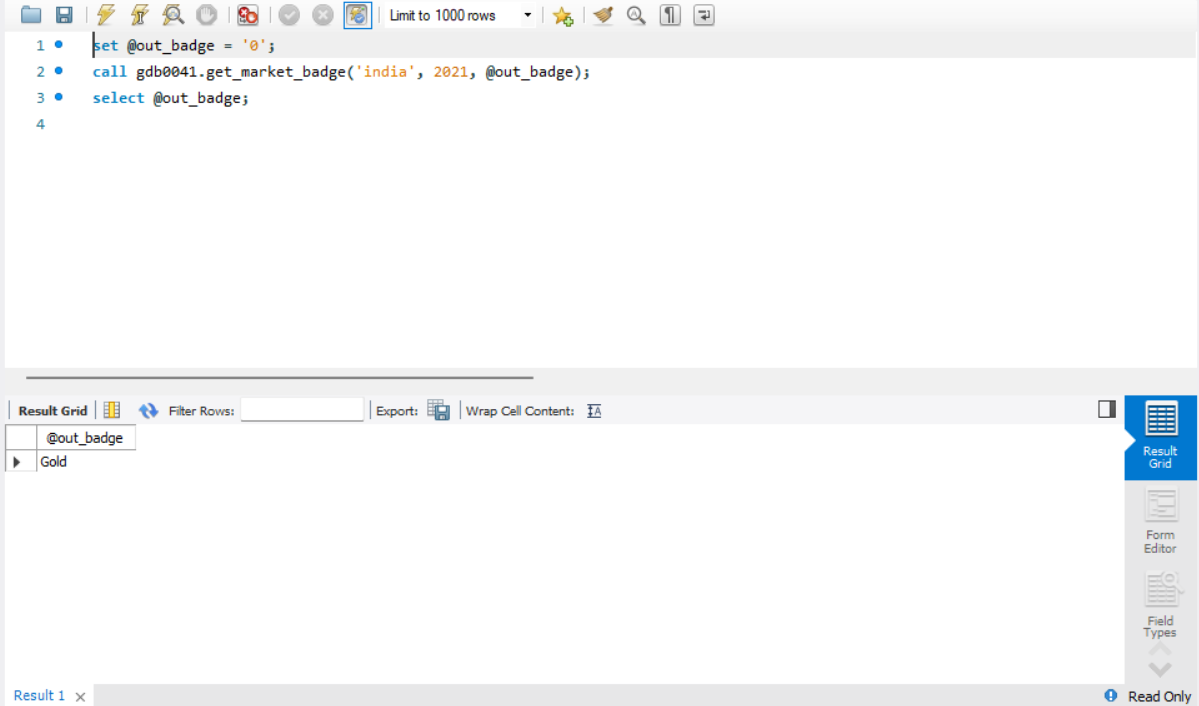 Limit to 1000 rows
1 set @out_badge = '0';
2 call gdb0041.get_market_badge('india', 2021, @out_badge);
3 select @out_badge;
4
Result Grid Filter Rows: Export: Wrap Cell Content: IA
@out_badge
Gold
Result
Grid
Form
Editor
Field
Types
Result 1 Read Only